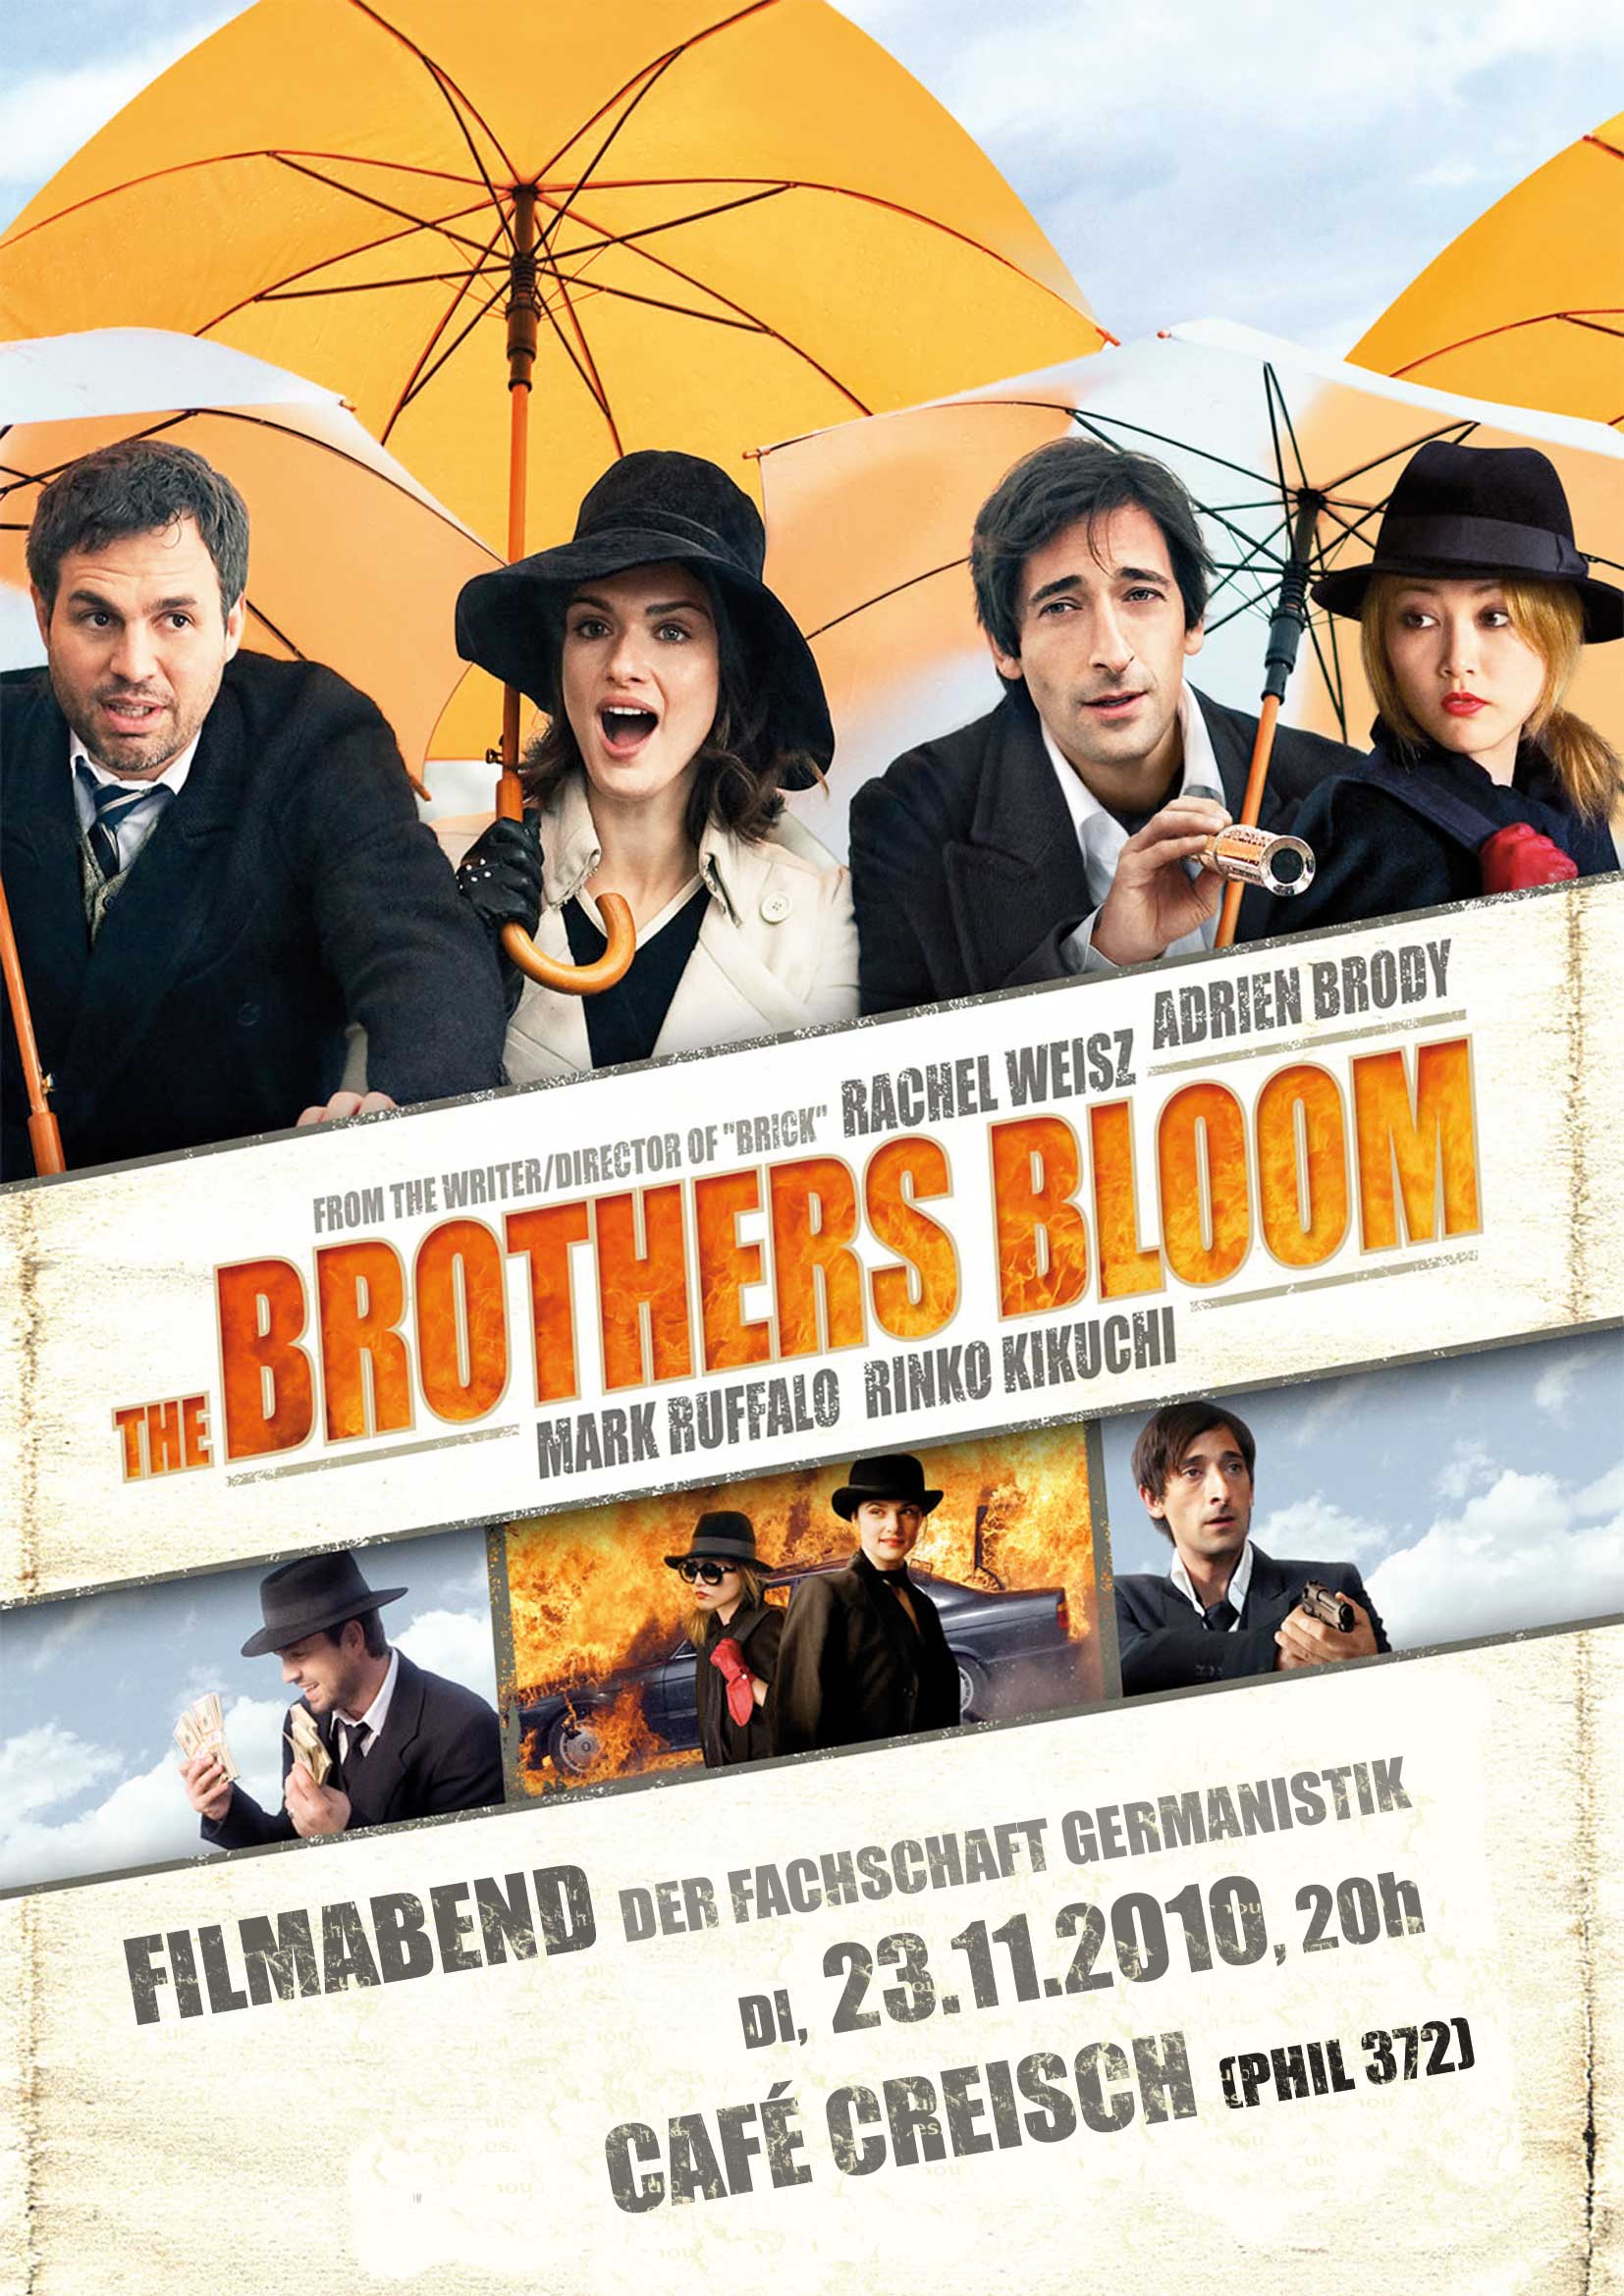 FROM THE WRITER/DIRECTOR OF "BRICK" RACHEL WEISZ ADRIEN BRODY
THE BROTHERS BLOOM
MARK RUFFALO RINKO KIKUCHI
FILMABEND DER FACHSCHAFT GERMANISTIK
DI, 23.11.2010, 20h
CAFÉ CREISCH (PHIL 372)